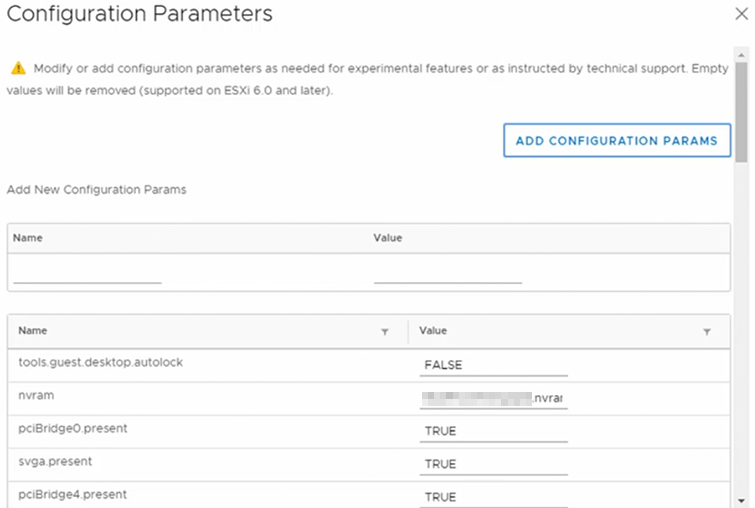 Configuration Parameters
Modify or add configuration parameters as needed for experimental features or as instructed by technical support. Empty
values will be removed (supported on ESXi 6.0 and later).
ADD CONFIGURATION PARAMS
Add New Configuration Params
Name Value
Name Value
tools.guest.desktop.autolock FALSE
nvram .nvra
pciBridge0.present TRUE
svga.present TRUE
pciBridge4.present TRUE